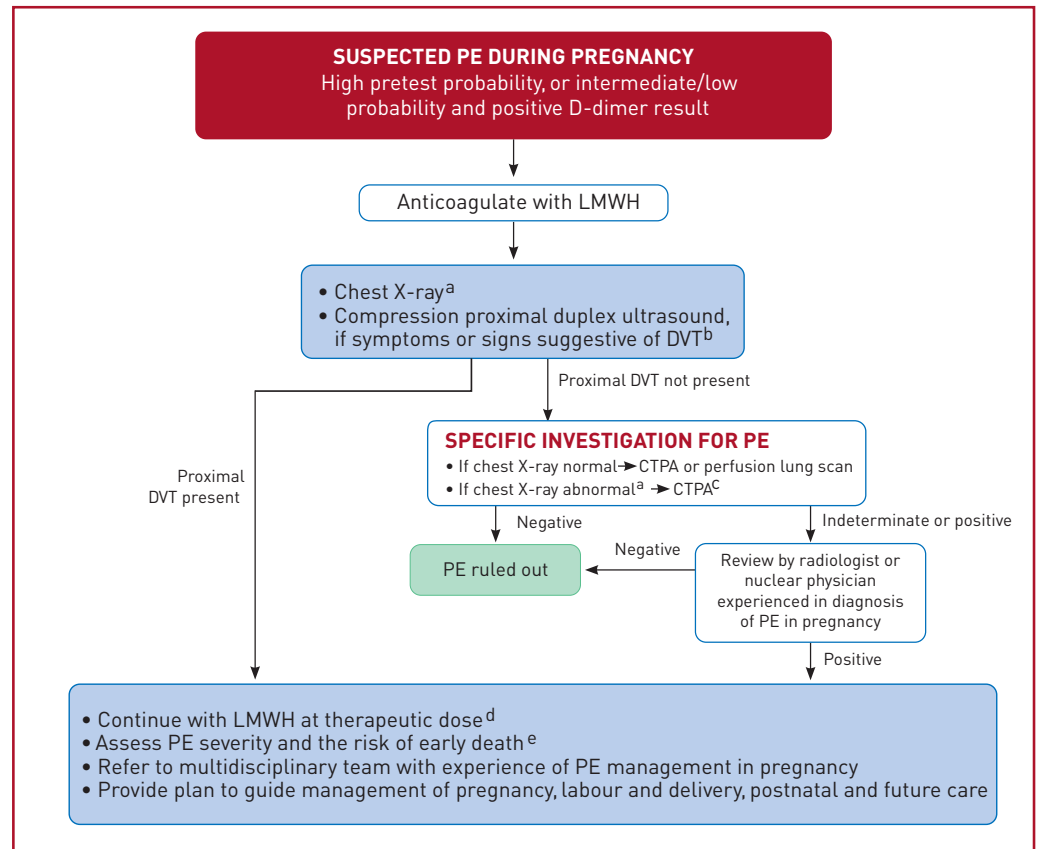 SUSPECTED PE DURING PREGNANCY
High pretest probability, or intermediate/low
probability and positive D-dimer result
Anticoagulate with LMWH
• Chest X-rayª
• Compression proximal duplex ultrasound,
if symptoms or signs suggestive of DVTᵇ
Proximal DVT not present
Proximal
DVT present
SPECIFIC INVESTIGATION FOR PE
• If chest X-ray normal→CTPA or perfusion lung scan
• If chest X-ray abnormalª → CTPAᶜ
Negative
Indeterminate or positive
PE ruled out
Negative
Review by radiologist or
nuclear physician
experienced in diagnosis
of PE in pregnancy
Positive
• Continue with LMWH at therapeutic doseᵈ
• Assess PE severity and the risk of early deathᵉ
• Refer to multidisciplinary team with experience of PE management in pregnancy
• Provide plan to guide management of pregnancy, labour and delivery, postnatal and future care